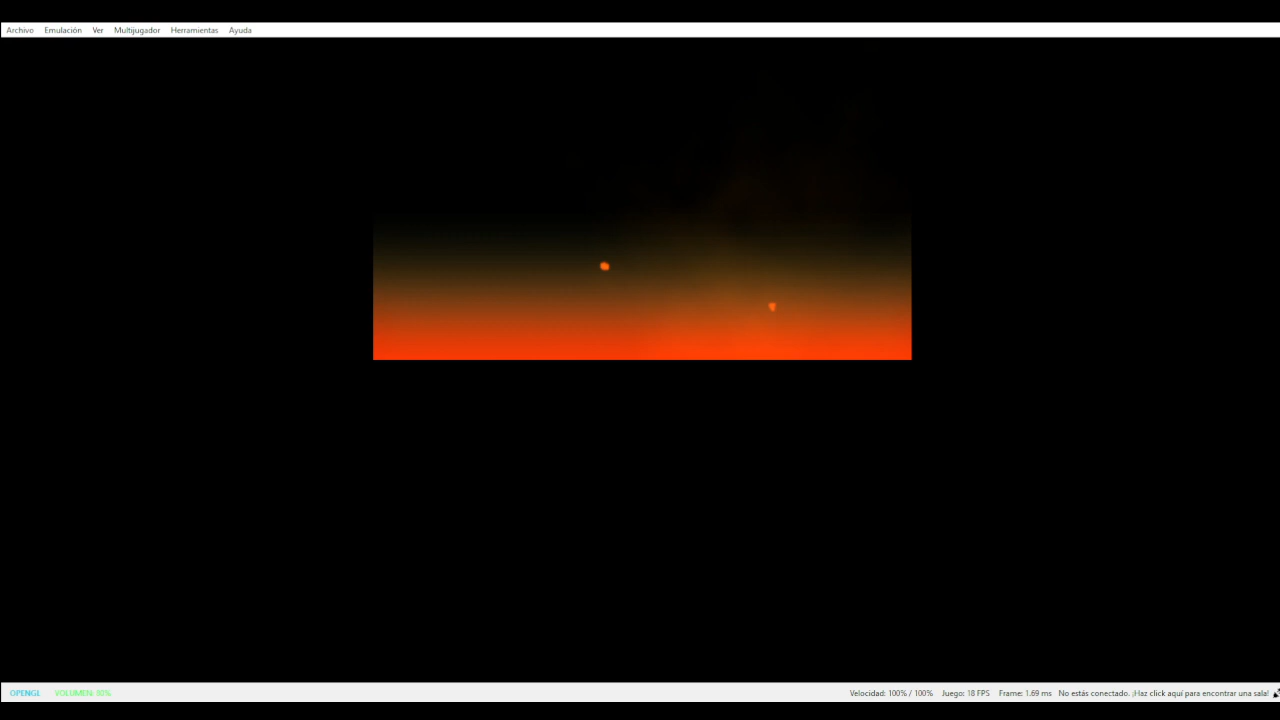 Archivo Emulación Ver Multijugador Herramientas Ayuda
OPENGL VOLUMEN: 80% Velocidad: 100% / 100% Juego: 18 FPS Frame: 1.69 ms No estás conectado. ¡Haz click aquí para encontrar una sala!